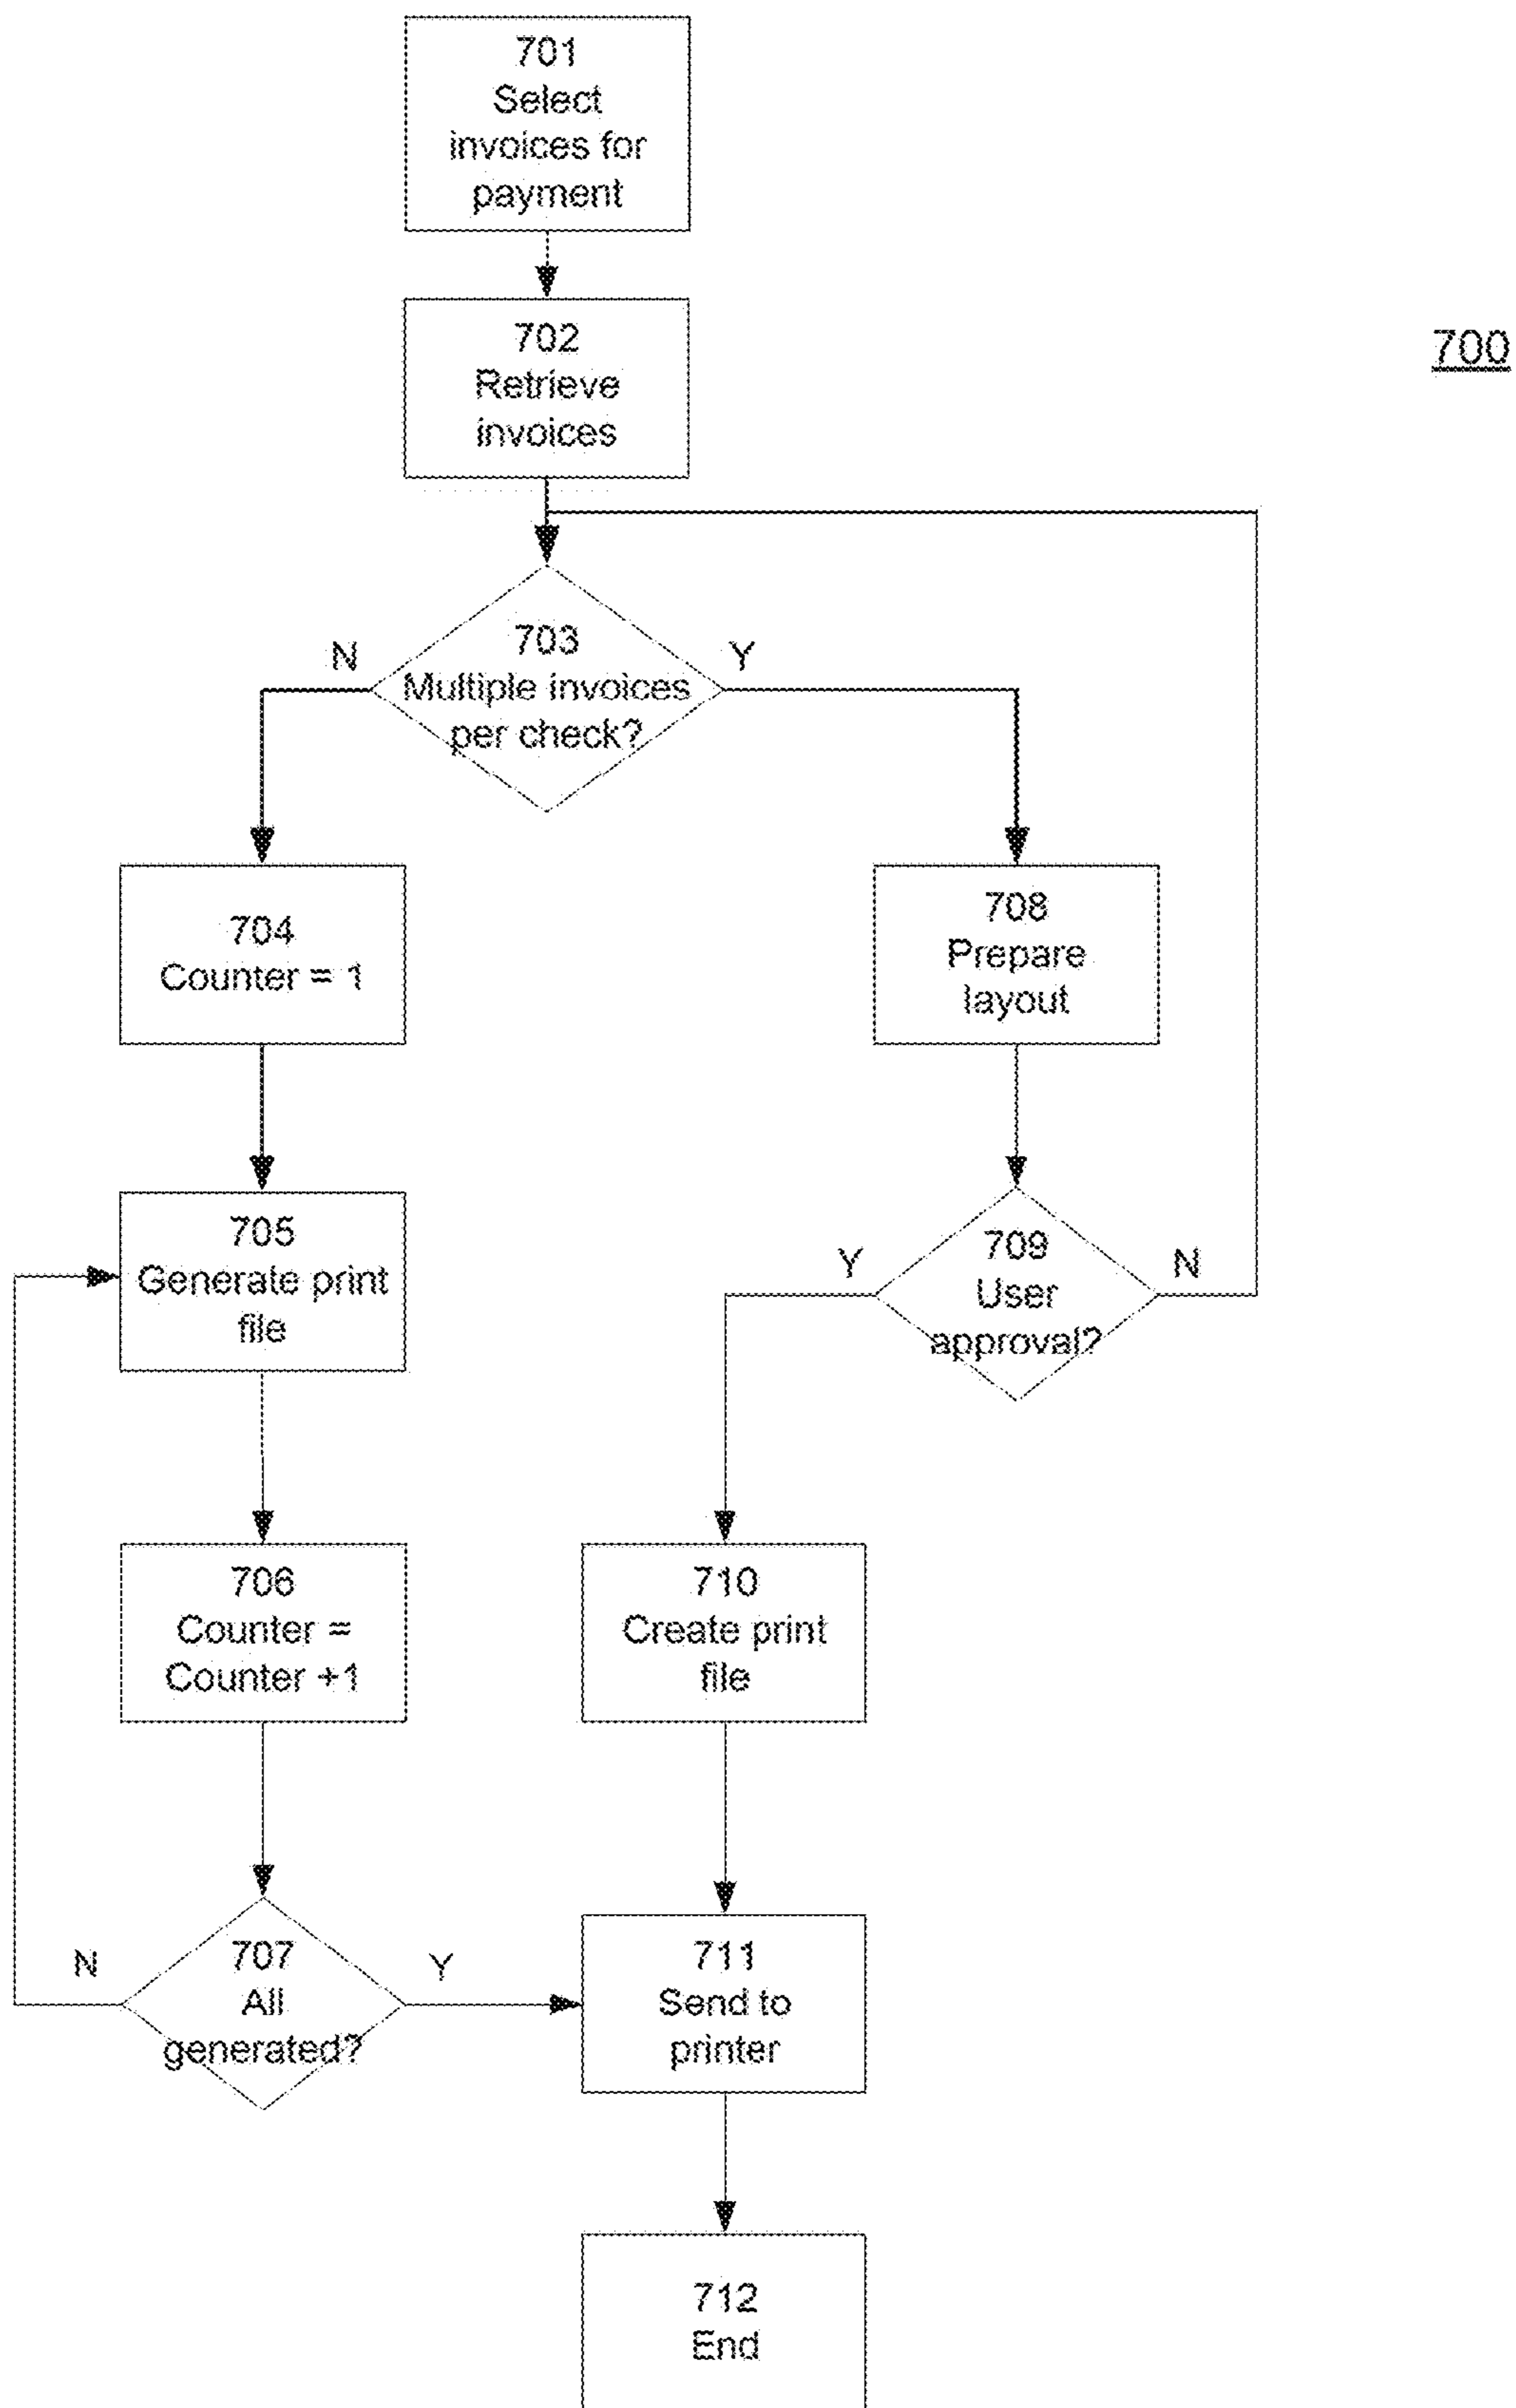 701
Select
invoices for
payment
702
Retrieve
invoices
700
703
Multiple invoices
per check?
N
Y
704
Counter = 1
708
Prepare
layout
705
Generate print
file
709
User
approval?
Y
N
706
Counter =
Counter +1
710
Create print
file
707
All
generated?
N
Y
711
Send to
printer
712
End